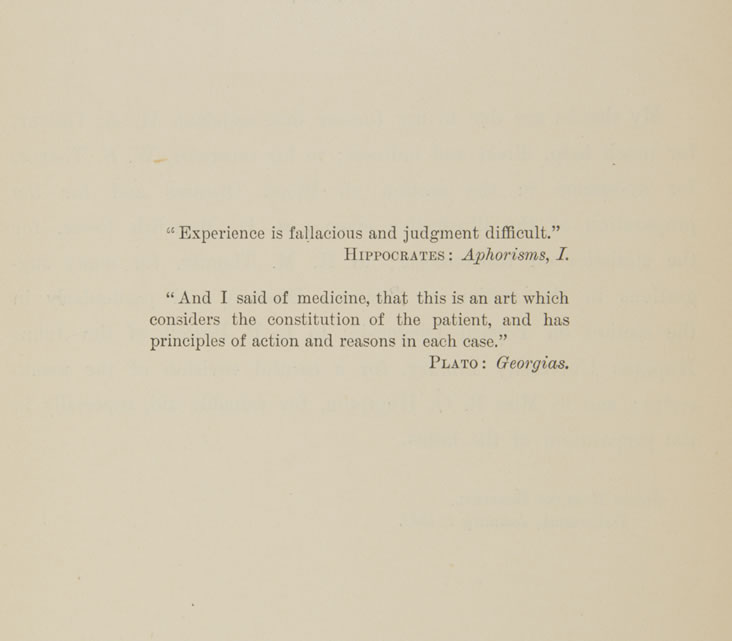 “Experience is fallacious and judgment difficult.”
HIPPOCRATES: Aphorisms, I.
“And I said of medicine, that this is an art which
considers the constitution of the patient, and has
principles of action and reasons in each case.”
PLATO: Georgias.